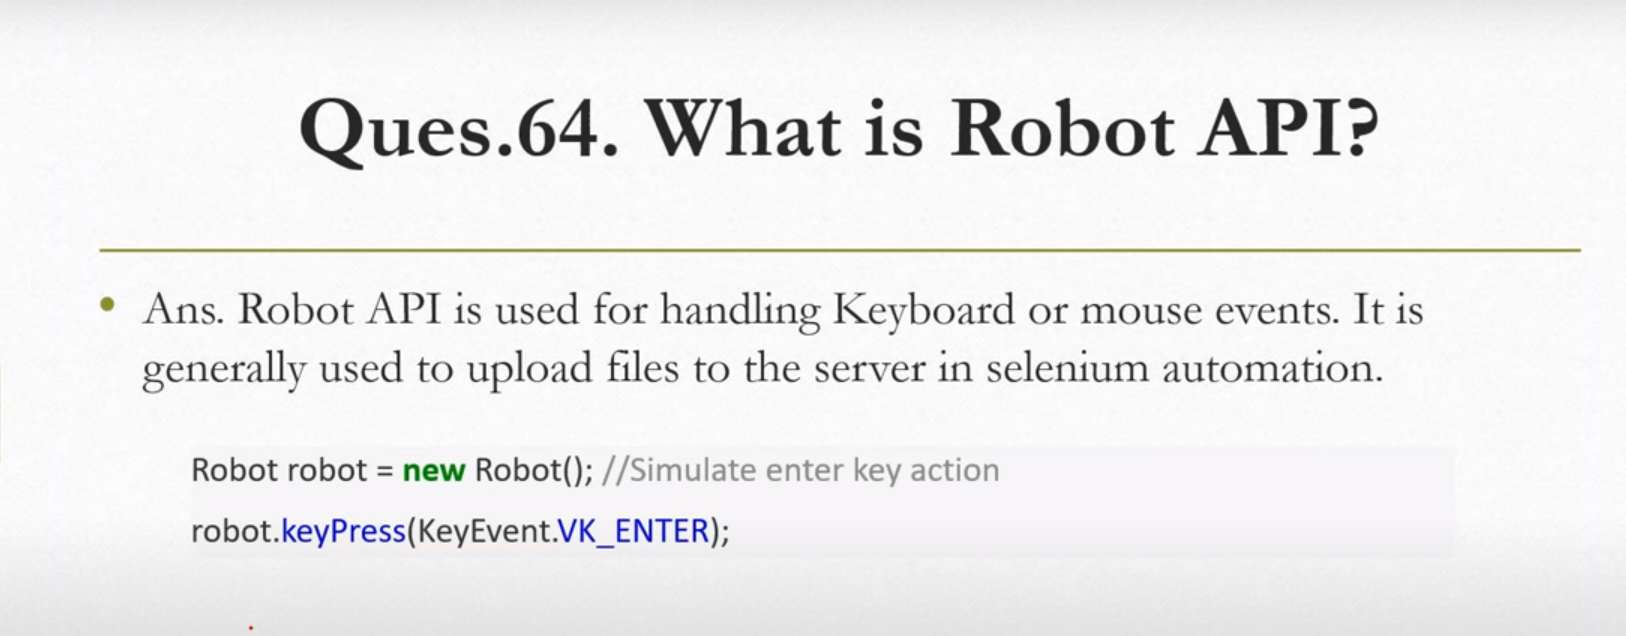 Ques.64. What is Robot API?
• Ans. Robot API is used for handling Keyboard or mouse events. It is
generally used to upload files to the server in selenium automation.
Robot robot = new Robot(); //Simulate enter key action
robot.keyPress(KeyEvent.VK_ENTER);